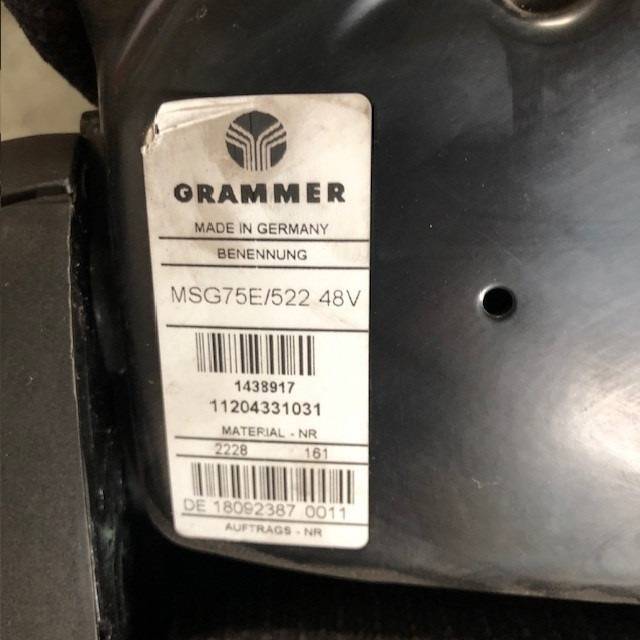 GRAMMER
MADE IN GERMANY
BENENNUNG
MSG75E/522 48V
1438917
11204331031
MATERIAL - NR
2228 161
DE 18092387 0011
AUFTRAGS - NR